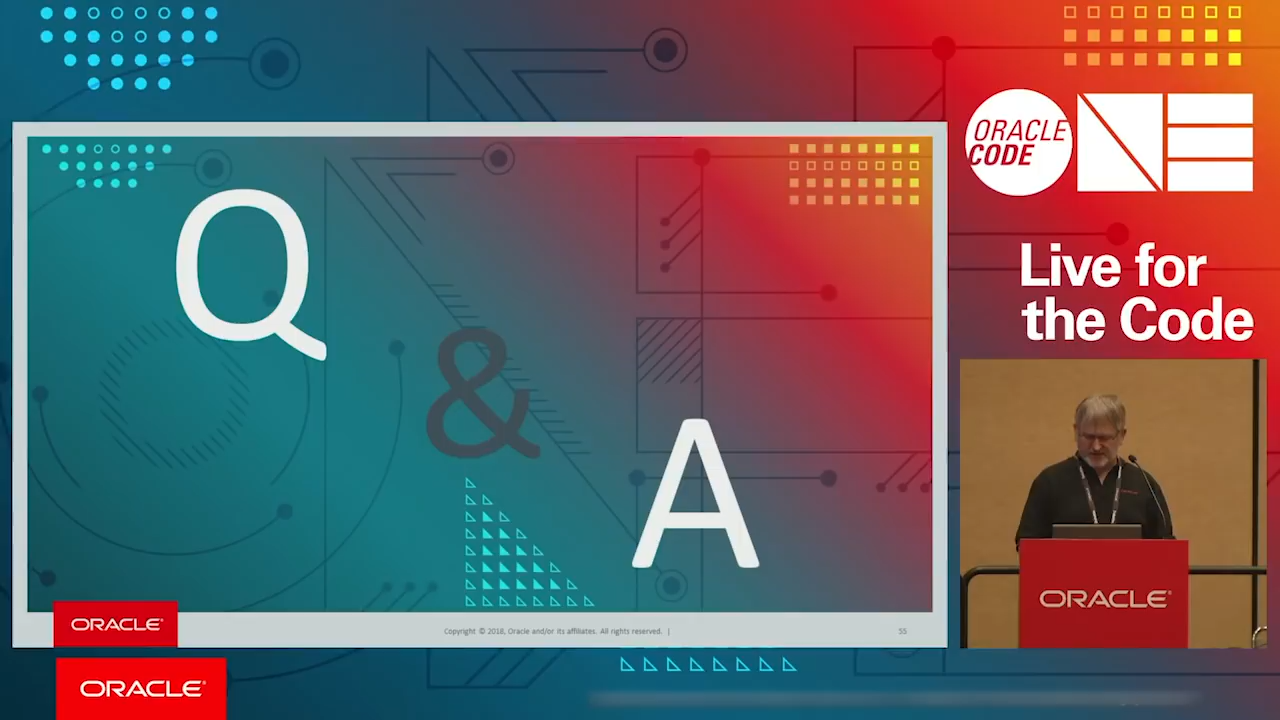 Q
&
A
ORACLE
Copyright © 2018, Oracle and/or its affiliates. All rights reserved. |
55
ORACLE
ORACLE
CODE
ONE
Live for
the Code
ORACLE